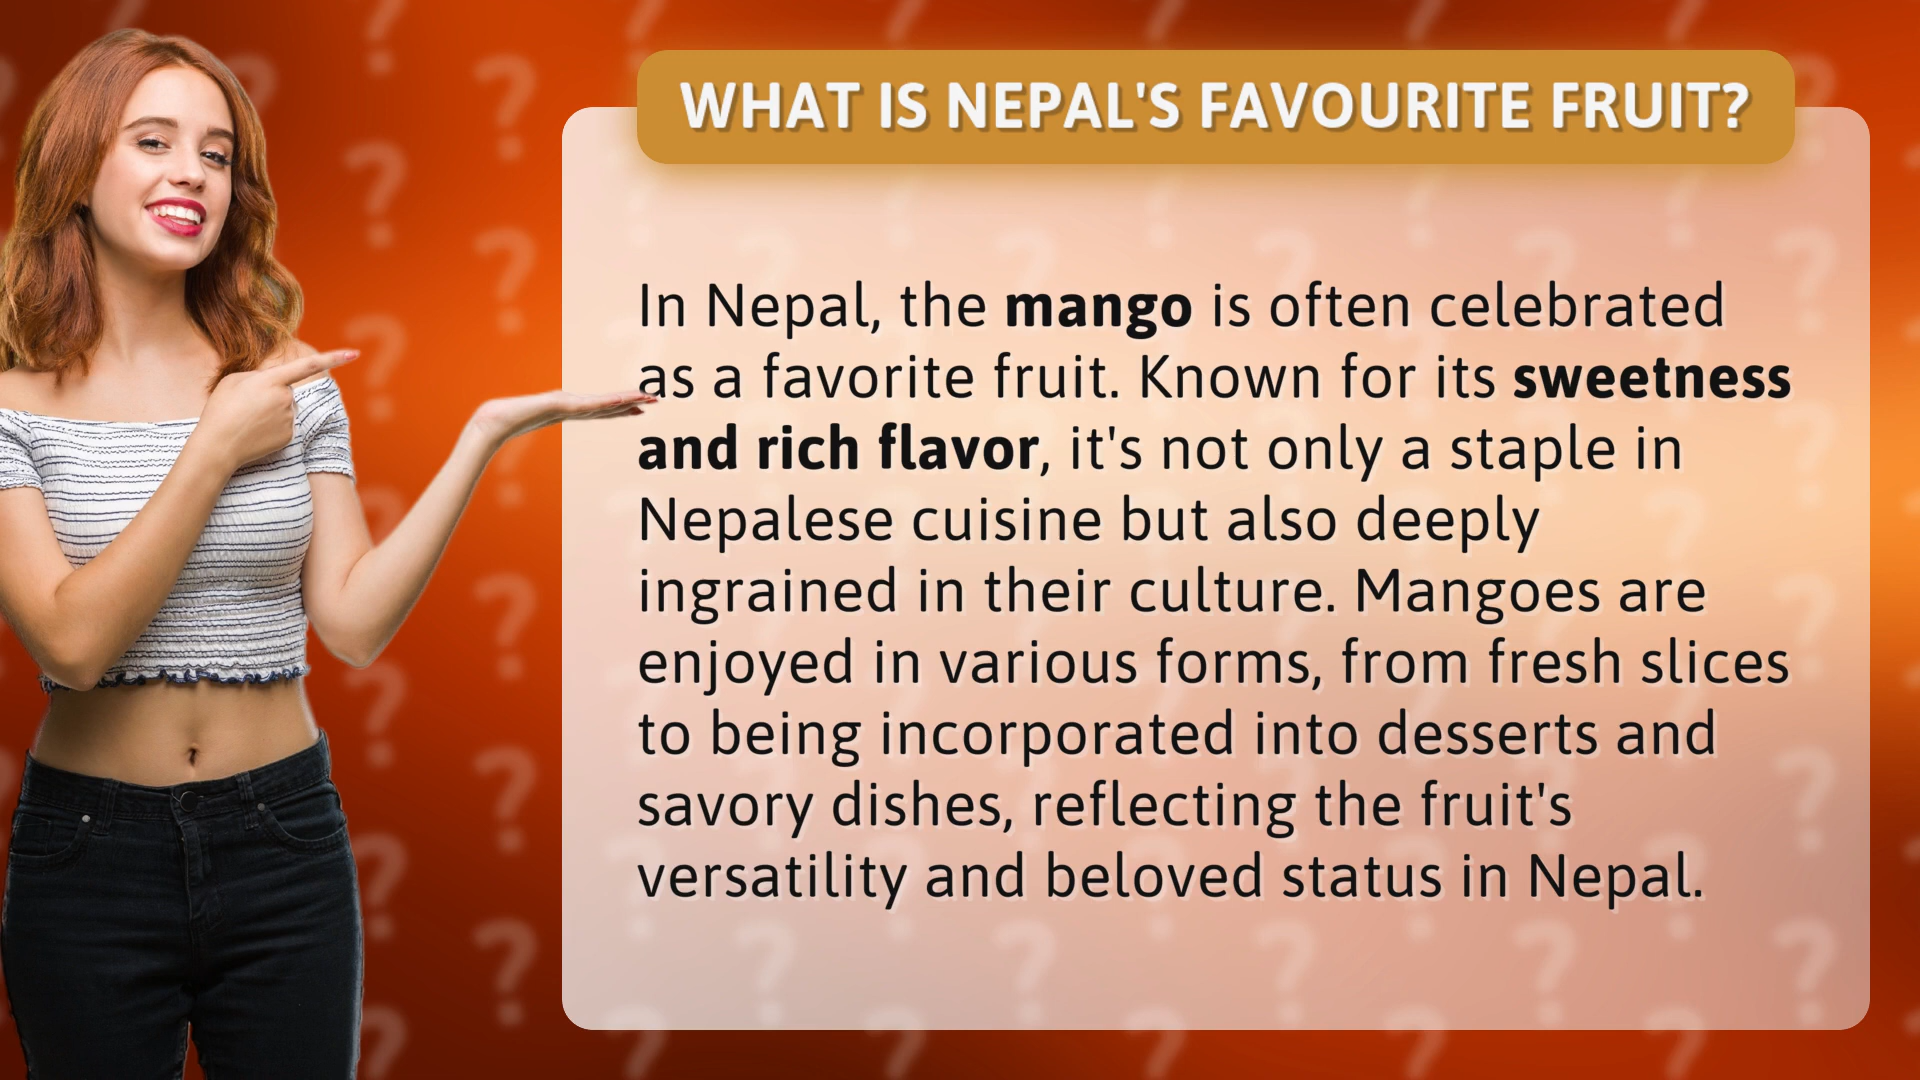 WHAT IS NEPAL'S FAVOURITE FRUIT?
In Nepal, the mango is often celebrated
as a favorite fruit. Known for its sweetness
and rich flavor, it's not only a staple in
Nepalese cuisine but also deeply
ingrained in their culture. Mangoes are
enjoyed in various forms, from fresh slices
to being incorporated into desserts and
savory dishes, reflecting the fruit's
versatility and beloved status in Nepal.